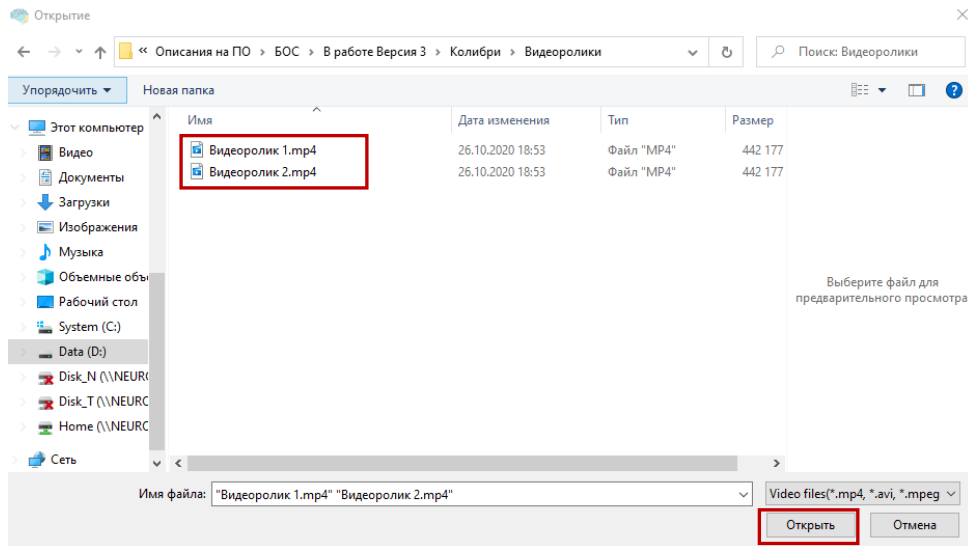 Открытие
« Описания на ПО › БОС › В работе Версия 3 › Колибри › Видеоролики
Поиск: Видеоролики
Упорядочить
Новая папка
?
Имя
Дата изменения
Тип
Размер
Видеоролик 1.mp4
26.10.2020 18:53
Файл "MP4"
442 177
Видеоролик 2.mp4
26.10.2020 18:53
Файл "MP4"
442 177
Этот компьютер
Видео
Документы
Загрузки
Изображения
Музыка
Объемные объе
Рабочий стол
System (C:)
Data (D:)
Disk_N (\\NEURO
Disk_T (\\NEURC
Home (\\NEURC
Сеть
Выберите файл для
предварительного просмотра
Имя файла:
"Видеоролик 1.mp4" "Видеоролик 2.mp4"
Video files(*.mp4, *.avi, *.mpeg
Открыть
Отмена